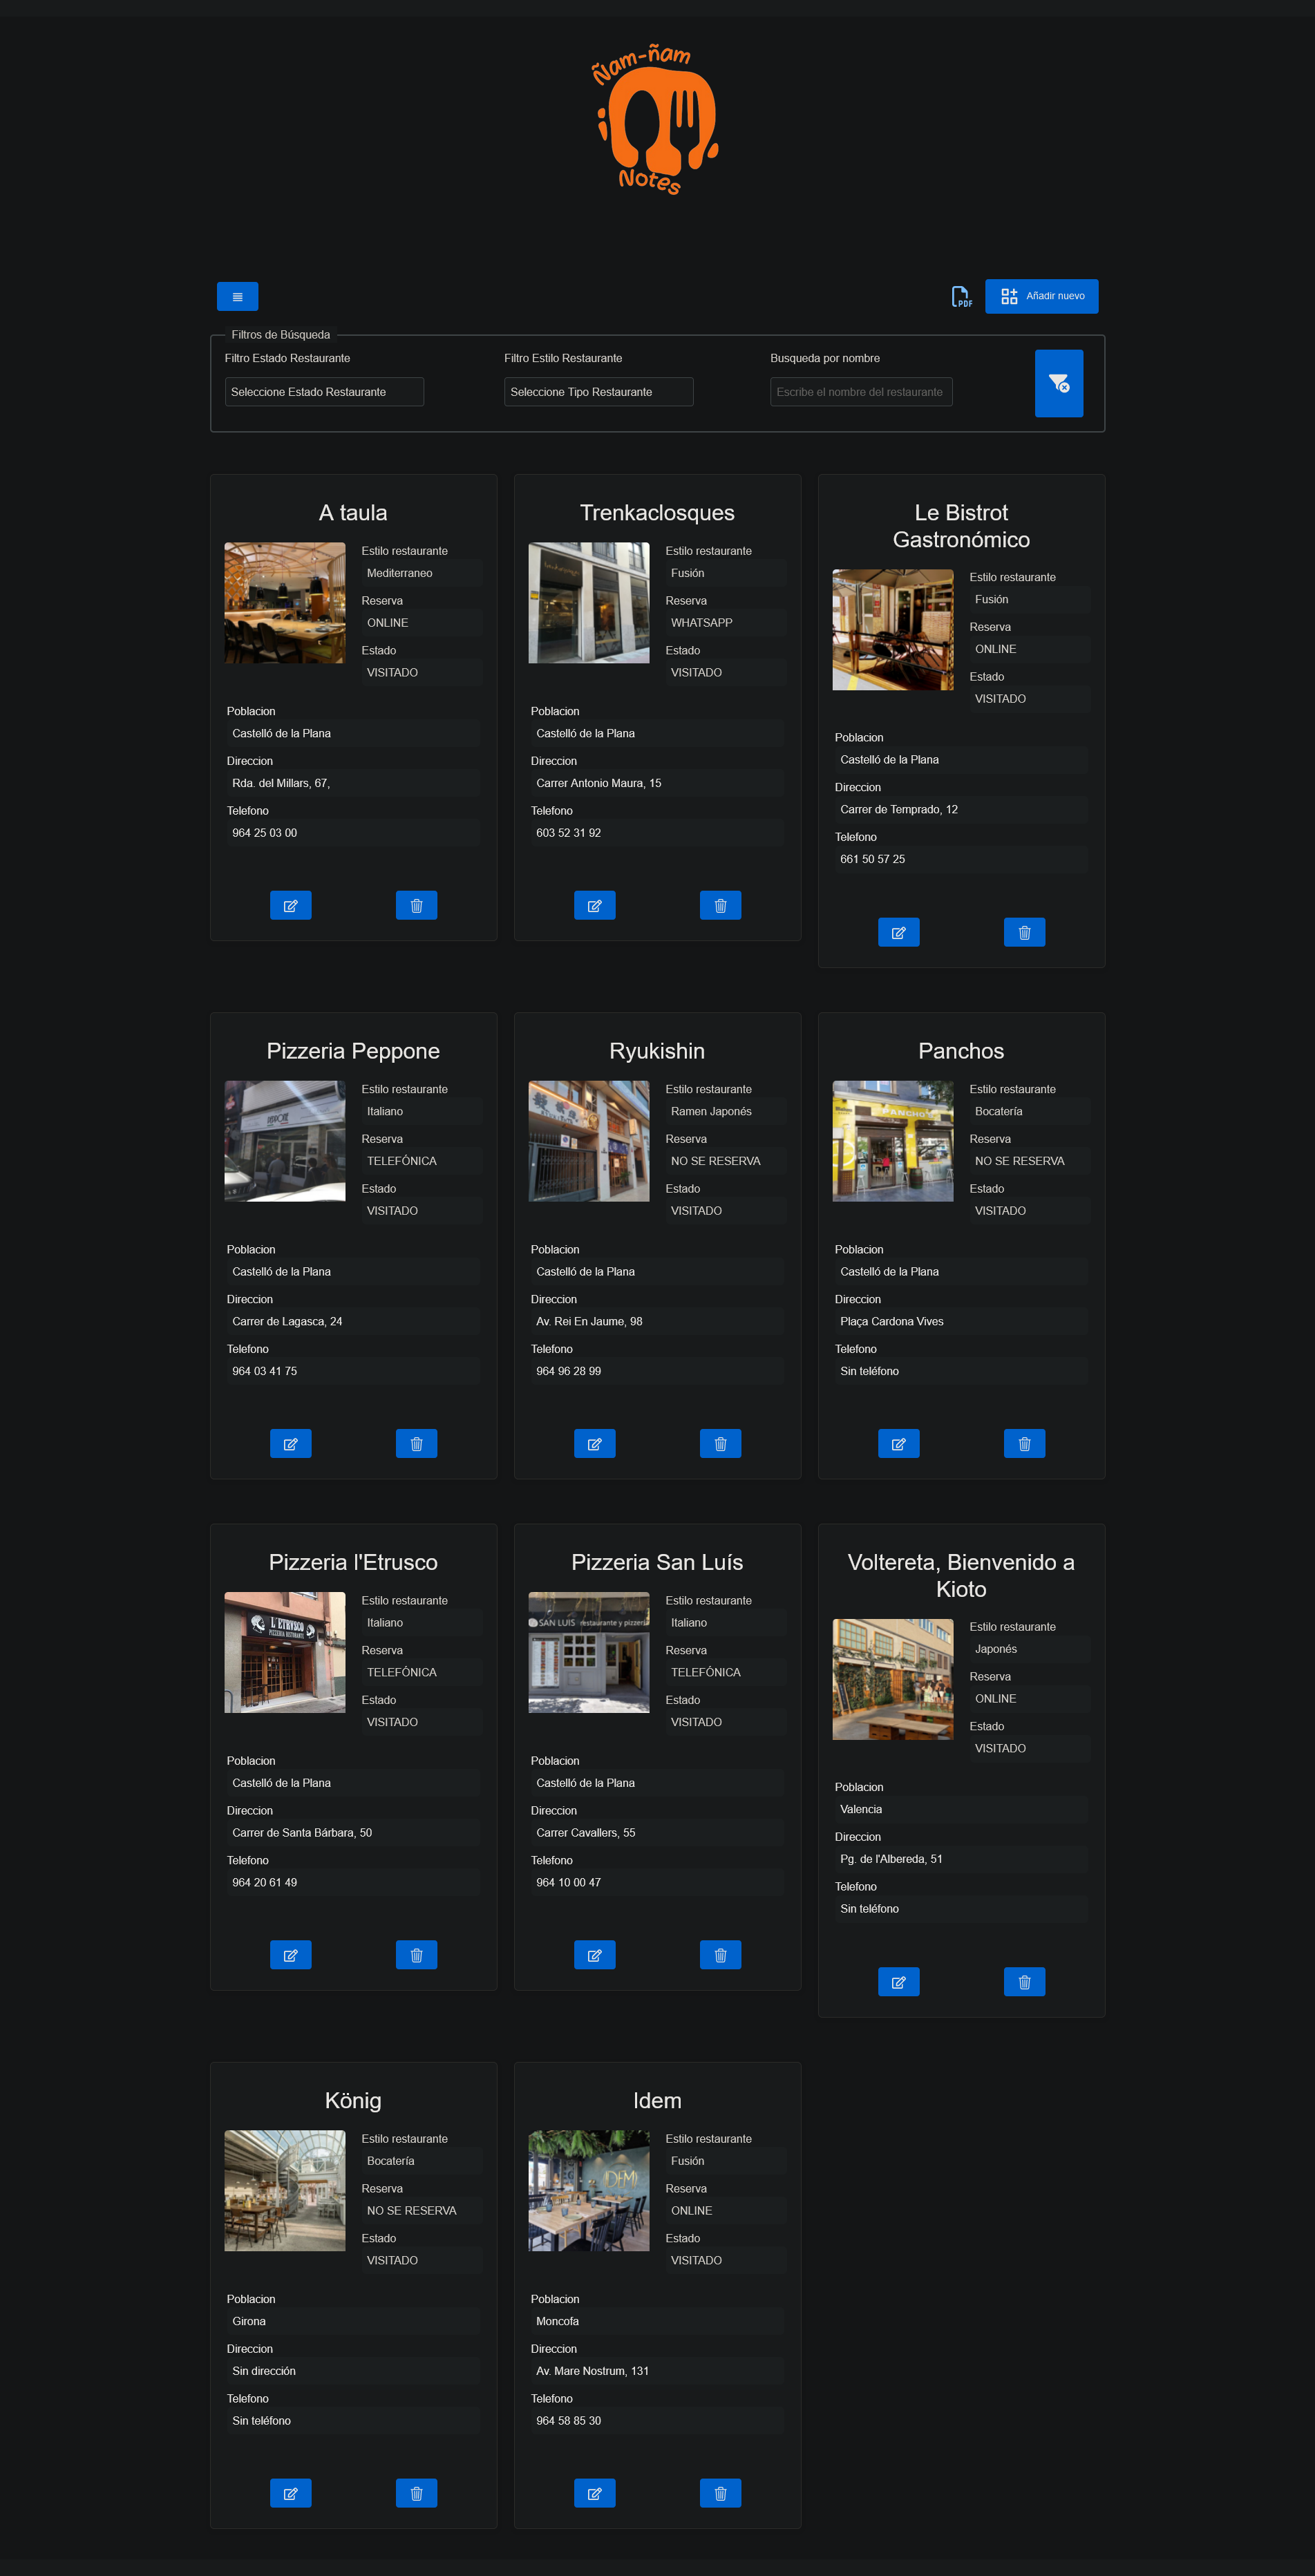 Ñam-ñam
Notes
PDF
Añadir nuevo
Filtros de Búsqueda
Filtro Estado Restaurante
Filtro Estilo Restaurante
Busqueda por nombre
Seleccione Estado Restaurante
Seleccione Tipo Restaurante
Escribe el nombre del restaurante
A taula
Estilo restaurante
Mediterraneo
Reserva
ONLINE
Estado
VISITADO
Poblacion
Castelló de la Plana
Direccion
Rda. del Millars, 67,
Telefono
964 25 03 00
Trenkaclosques
Estilo restaurante
Fusión
Reserva
WHATSAPP
Estado
VISITADO
Poblacion
Castelló de la Plana
Direccion
Carrer Antonio Maura, 15
Telefono
603 52 31 92
Le Bistrot
Gastronómico
Estilo restaurante
Fusión
Reserva
ONLINE
Estado
VISITADO
Poblacion
Castelló de la Plana
Direccion
Carrer de Temprado, 12
Telefono
661 50 57 25
Pizzeria Peppone
Estilo restaurante
Italiano
Reserva
TELEFÓNICA
Estado
VISITADO
Poblacion
Castelló de la Plana
Direccion
Carrer de Lagasca, 24
Telefono
964 03 41 75
Ryukishin
Estilo restaurante
Ramen Japonés
Reserva
NO SE RESERVA
Estado
VISITADO
Poblacion
Castelló de la Plana
Direccion
Av. Rei En Jaume, 98
Telefono
964 96 28 99
Panchos
PANCHO'S
Estilo restaurante
Bocatería
Reserva
NO SE RESERVA
Estado
VISITADO
Poblacion
Castelló de la Plana
Direccion
Plaça Cardona Vives
Telefono
Sin teléfono
Pizzeria l'Etrusco
L'ETRVSCO
PIZZERIA RISTORANTE
Estilo restaurante
Italiano
Reserva
TELEFÓNICA
Estado
VISITADO
Poblacion
Castelló de la Plana
Direccion
Carrer de Santa Bárbara, 50
Telefono
964 20 61 49
Pizzeria San Luís
SAN LUIS restaurante y pizzeria
Estilo restaurante
Italiano
Reserva
TELEFÓNICA
Estado
VISITADO
Poblacion
Castelló de la Plana
Direccion
Carrer Cavallers, 55
Telefono
964 10 00 47
Voltereta, Bienvenido a
Kioto
Estilo restaurante
Japonés
Reserva
ONLINE
Estado
VISITADO
Poblacion
Valencia
Direccion
Pg. de l'Albereda, 51
Telefono
Sin teléfono
König
Estilo restaurante
Bocatería
Reserva
NO SE RESERVA
Estado
VISITADO
Poblacion
Girona
Direccion
Sin dirección
Telefono
Sin teléfono
Idem
IDEM
Estilo restaurante
Fusión
Reserva
ONLINE
Estado
VISITADO
Poblacion
Moncofa
Direccion
Av. Mare Nostrum, 131
Telefono
964 58 85 30